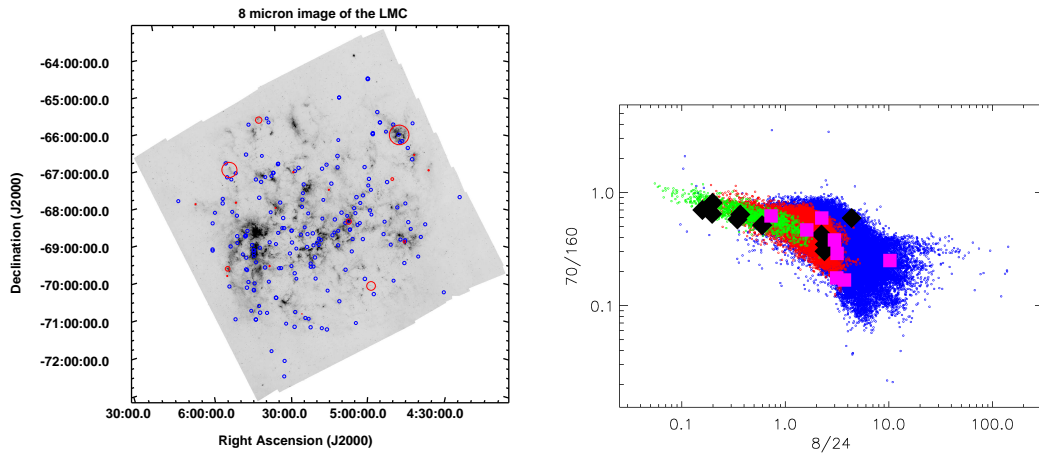 8 micron image of the LMC
-64:00:00.0
-65:00:00.0
-66:00:00.0
-67:00:00.0
-68:00:00.0
-69:00:00.0
-70:00:00.0
-71:00:00.0
-72:00:00.0
Declination (J2000)
30:00.0 6:00:00.0 30:00.0 5:00:00.0 4:30:00.0
Right Ascension (J2000)
70/160
1.0
0.1
0.1 1.0 10.0 100.0
8/24